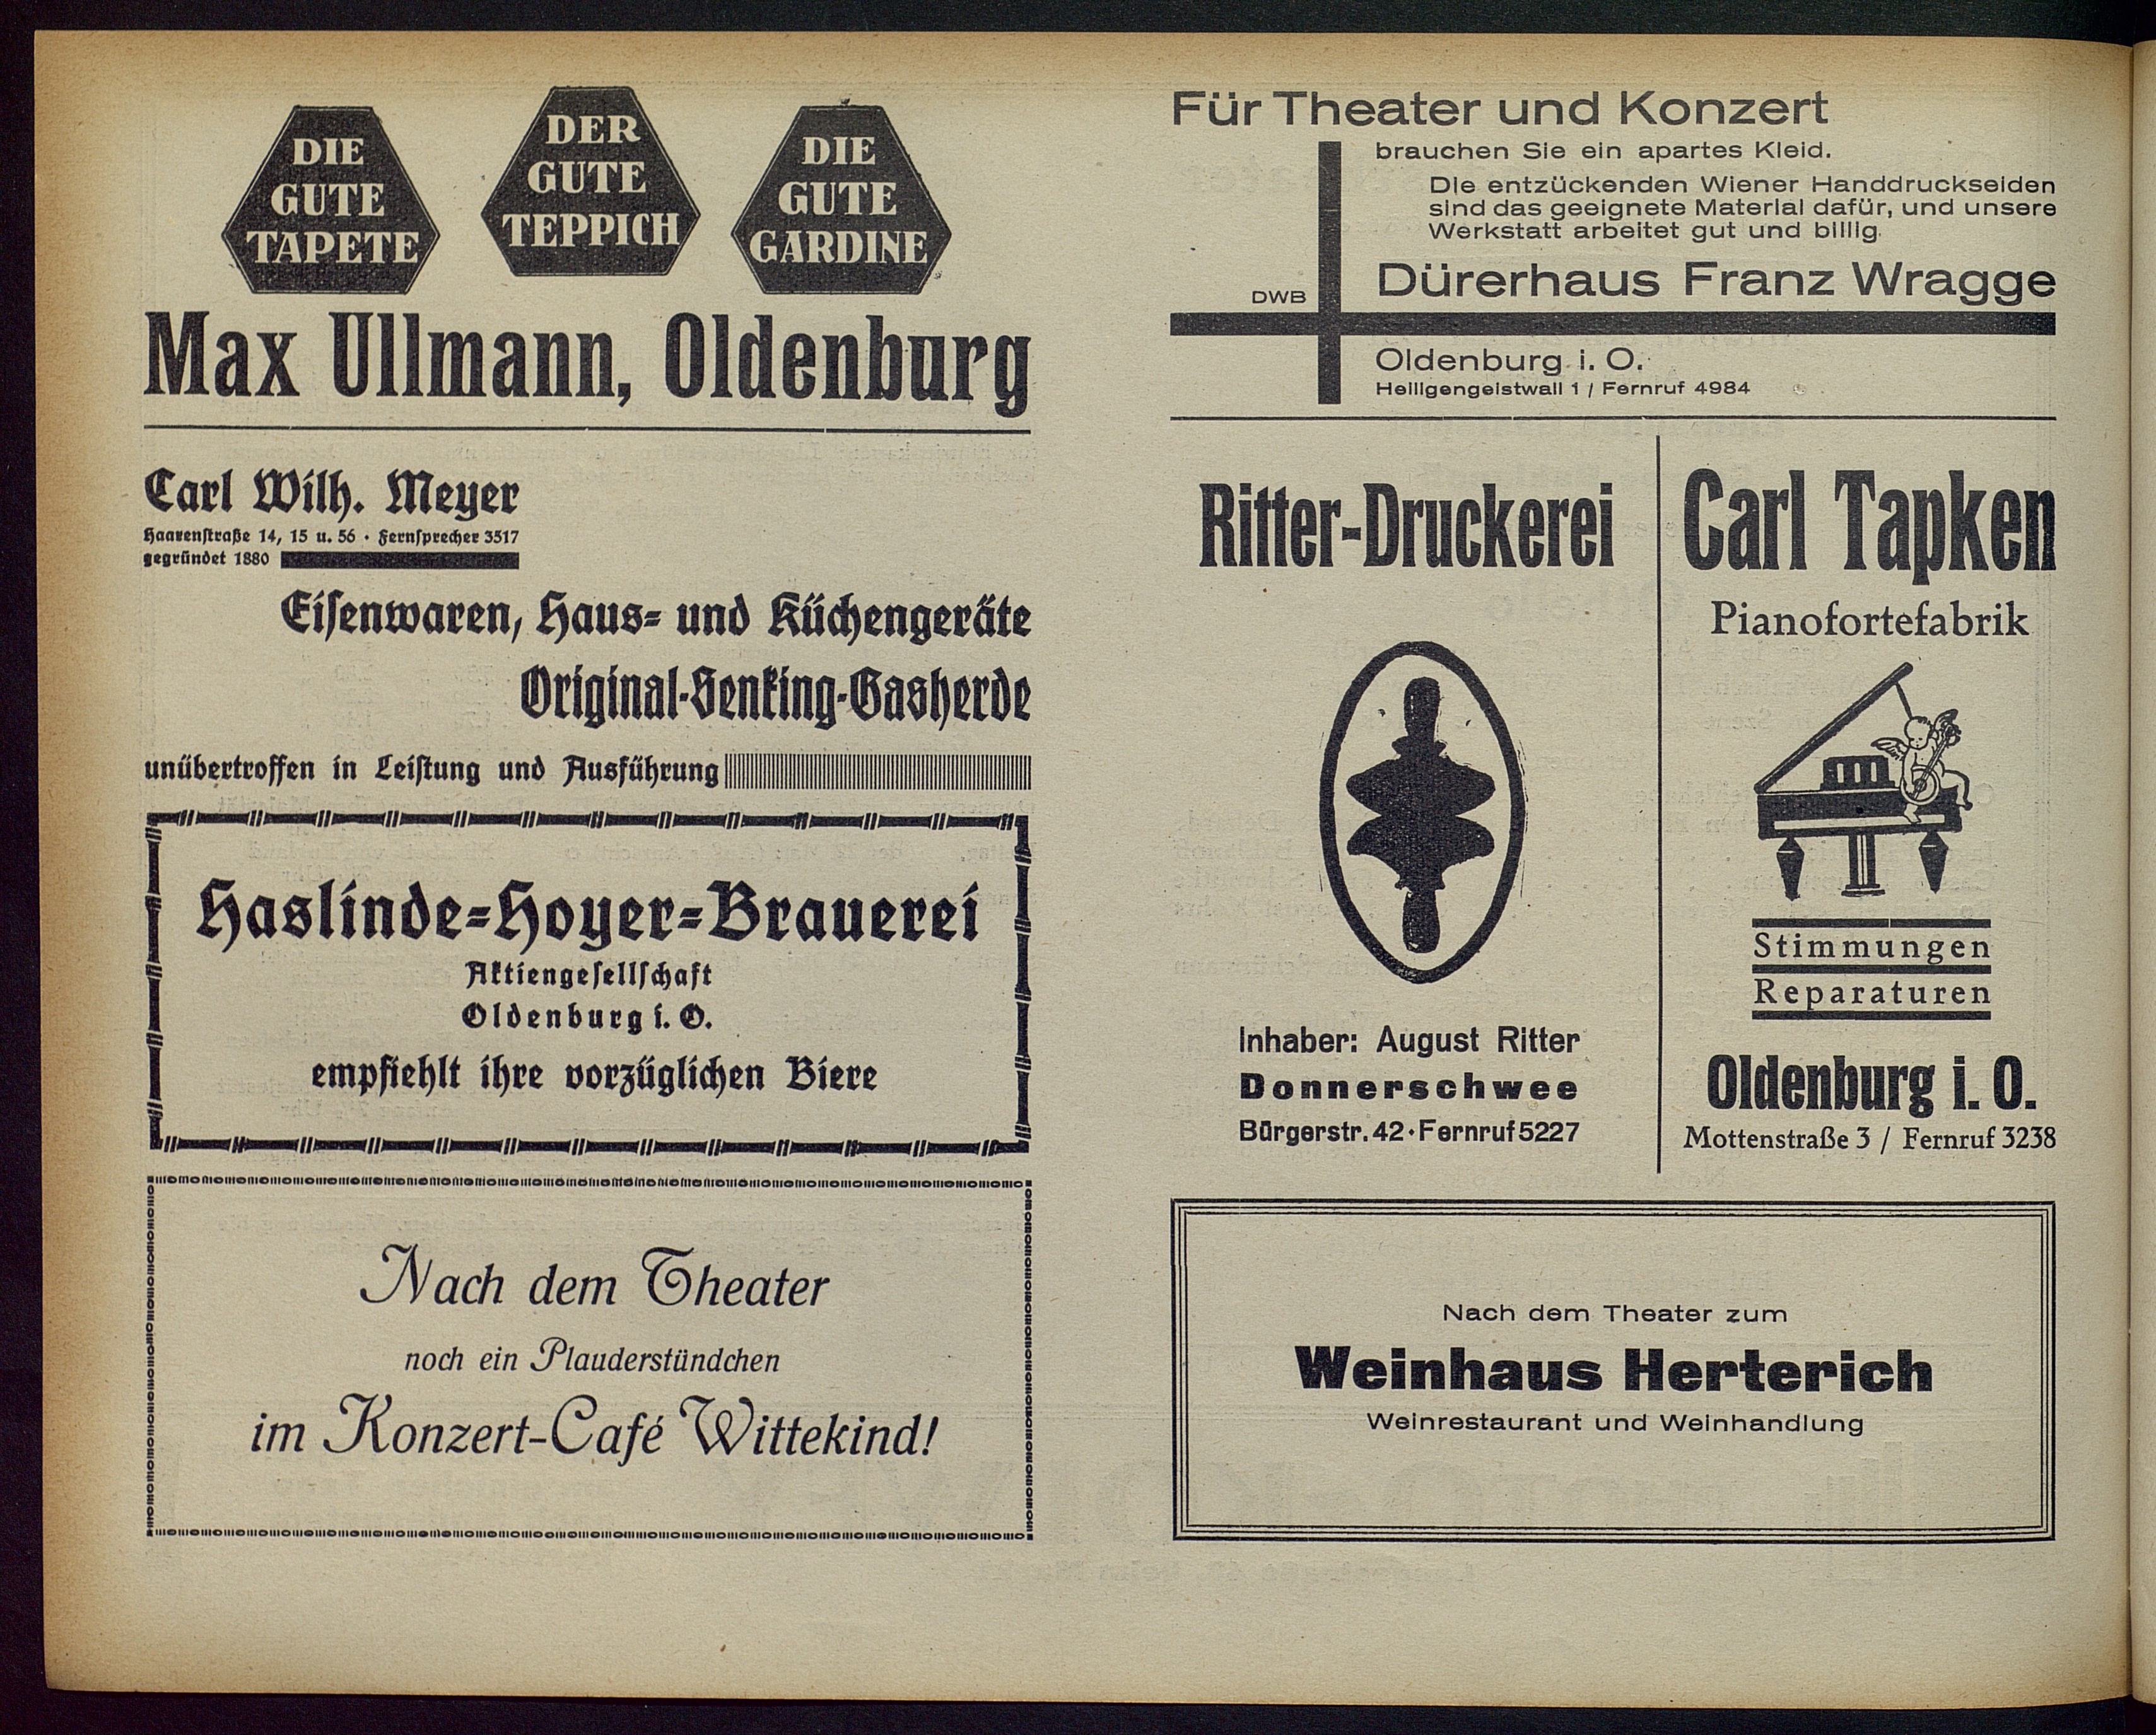 DIE
GUTE
TAPETE
DER
GUTE
TEPPICH
DIE
GUTE
GARDINE
Max Ullmann, Oldenburg
Carl Wilh. Meyer
Haarenſtraße 14, 15 u. 56 · Fernſprecher 3517
gegründet 1880
Eiſenwaren, Haus- und Küchengeräte
Original-Senking-Gasherde
unübertroffen in Leiſtung und Ausführung
Haslinde-Hoyer-Brauerei
Aktiengeſellſchaft
Oldenburg i. O.
empfiehlt ihre vorzüglichen Biere
Nach dem Theater
noch ein Plauderstündchen
im Konzert-Café Wittekind!
Für Theater und Konzert
brauchen Sie ein apartes Kleid.
Die entzückenden Wiener Handdruckseiden
sind das geeignete Material dafür, und unsere
Werkstatt arbeitet gut und billig.
DWB
Dürerhaus Franz Wragge
Oldenburg i. O.
Heiligengeistwall 1 / Fernruf 4984
Ritter-Druckerei
Inhaber: August Ritter
Donnerschwee
Bürgerstr. 42 · Fernruf 5227
Carl Tapken
Pianofortefabrik
Stimmungen
Reparaturen
Oldenburg i. O.
Mottenstraße 3 / Fernruf 3238
Nach dem Theater zum
Weinhaus Herterich
Weinrestaurant und Weinhandlung